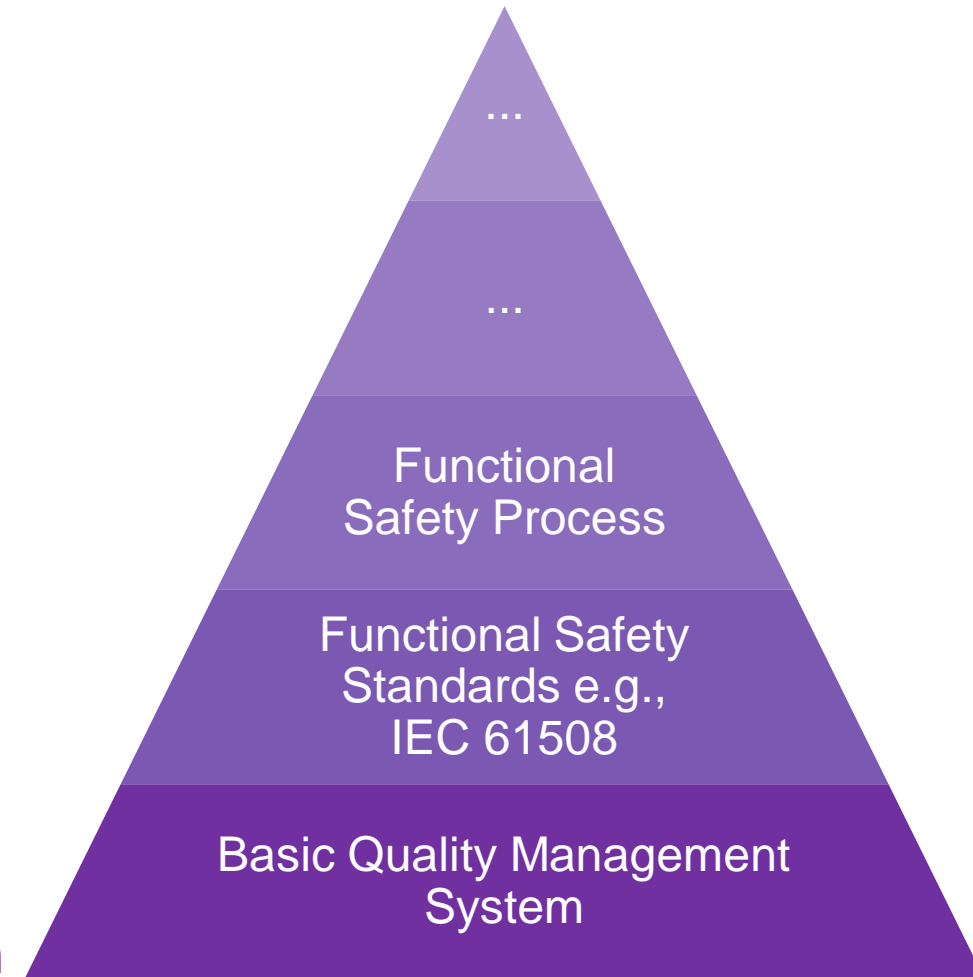 ...
...
Functional
Safety Process
Functional Safety
Standards e.g.,
IEC 61508
Basic Quality Management
System